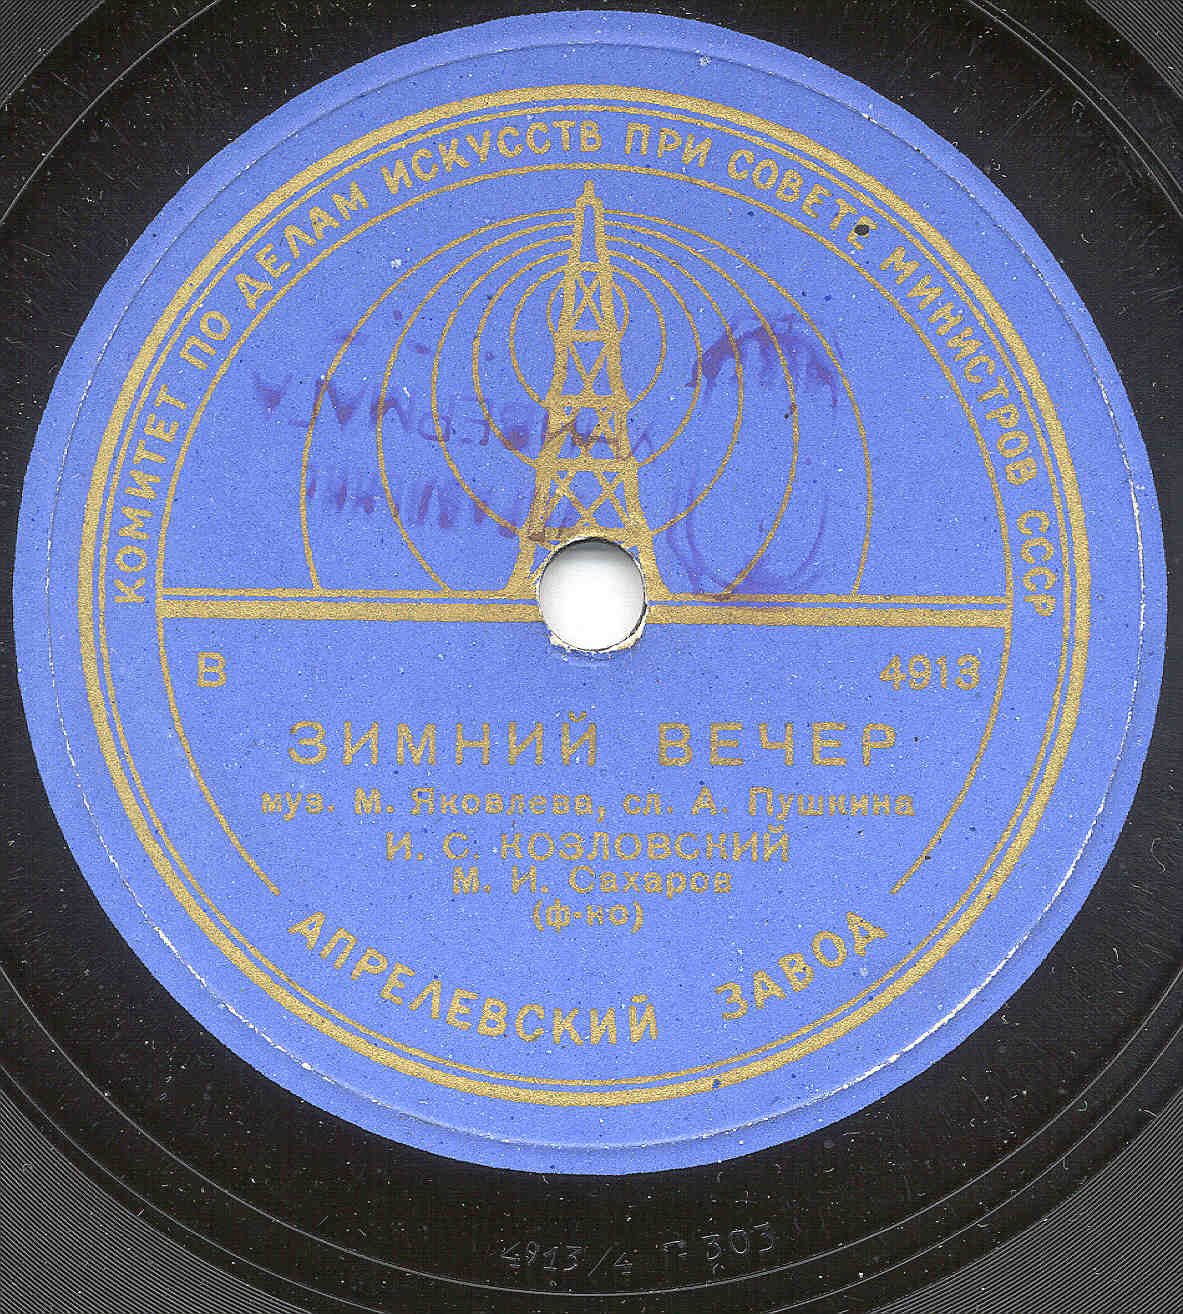 КОМИТЕТ ПО ДЕЛАМ ИСКУССТВ ПРИ СОВЕТЕ МИНИСТРОВ СССР
В 4913
ЗИМНИЙ ВЕЧЕР
муз. М. Яковлева, сл. А. Пушкина
И. С. КОЗЛОВСКИЙ
М. И. Сахаров
(ф-но)
АПРЕЛЕВСКИЙ ЗАВОД
4913/4 Г 303